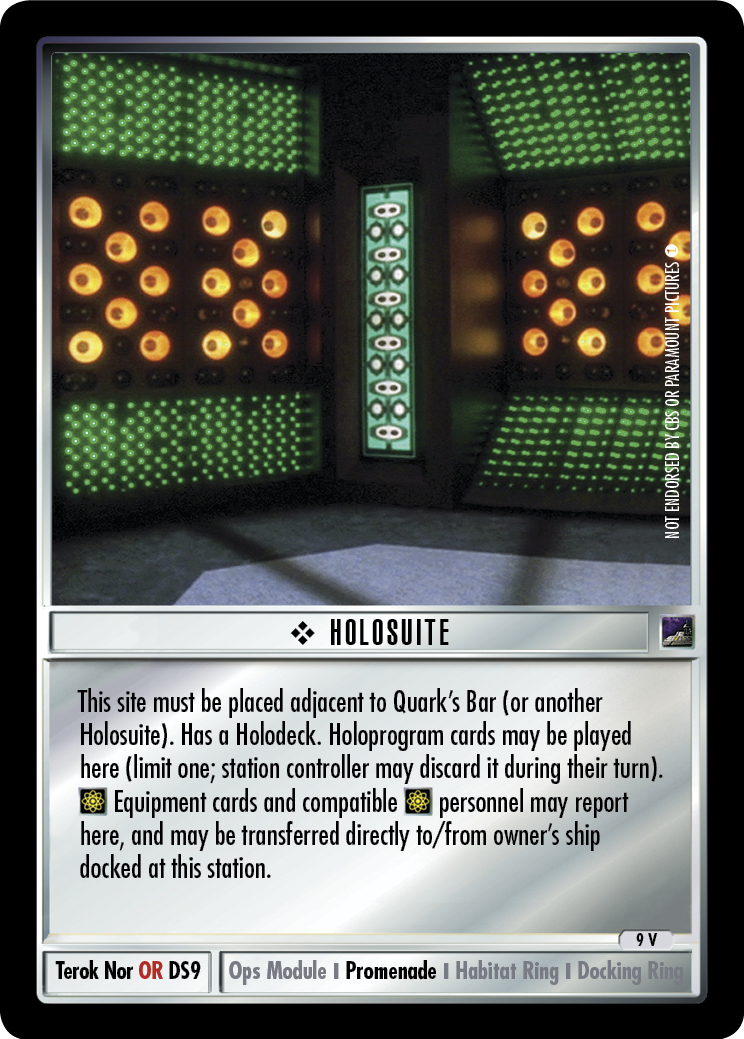 NOT ENDORSED BY CBS OR PARAMOUNT PICTURES
❖ HOLOSUITE
This site must be placed adjacent to Quark's Bar (or another
Holosuite). Has a Holodeck. Holoprogram cards may be played
here (limit one; station controller may discard it during their turn).
Equipment cards and compatible personnel may report
here, and may be transferred directly to/from owner's ship
docked at this station.
9 V
Terok Nor OR DS9
Ops Module I Promenade I Habitat Ring I Docking Ring